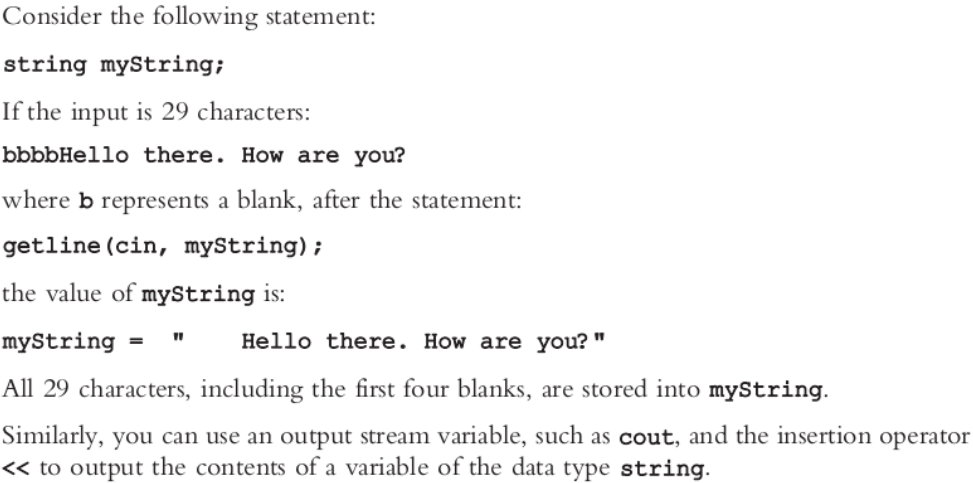 Consider the following statement:
string myString;
If the input is 29 characters:
bbbbHello there. How are you?
where b represents a blank, after the statement:
getline(cin, myString);
the value of myString is:
myString =  "    Hello there. How are you?"
All 29 characters, including the first four blanks, are stored into myString.
Similarly, you can use an output stream variable, such as cout, and the insertion operator
<< to output the contents of a variable of the data type string.